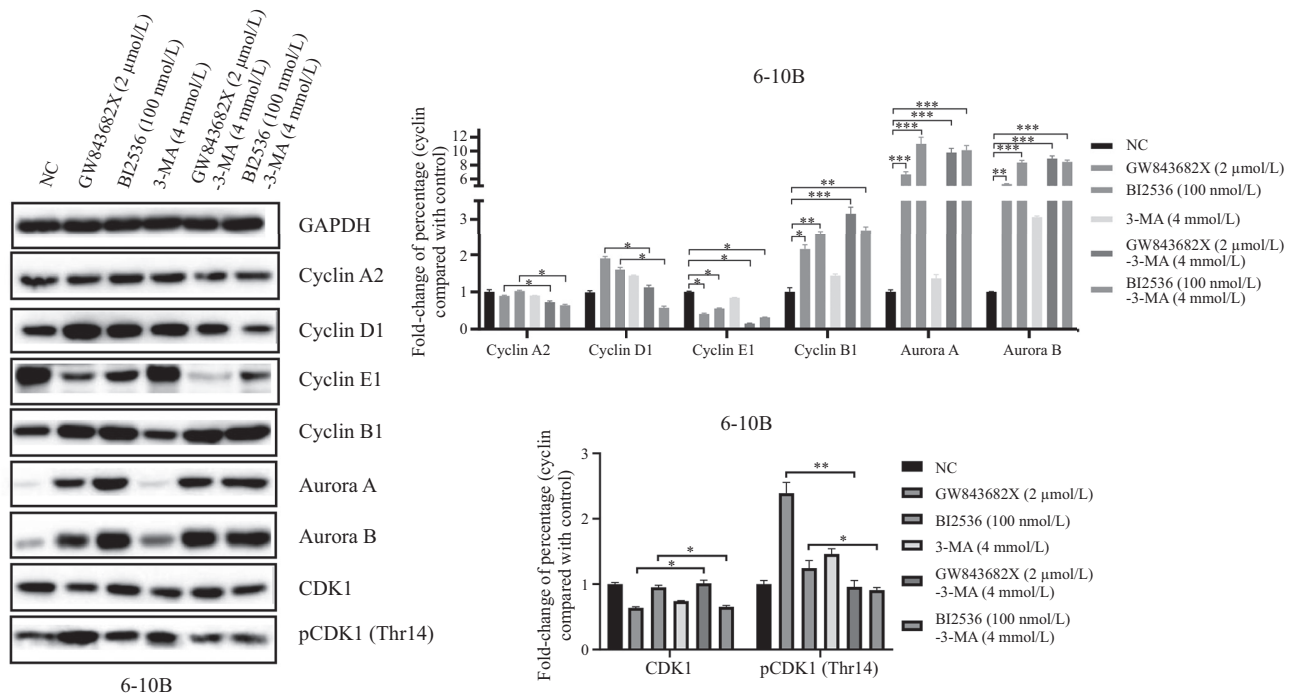 NC
GW843682X (2 μmol/L)
BI2536 (100 nmol/L)
3-MA (4 mmol/L)
GW843682X (2 μmol/L)
-3-MA (4 mmol/L)
BI2536 (100 nmol/L)
-3-MA (4 mmol/L)
GAPDH
Cyclin A2
Cyclin D1
Cyclin E1
Cyclin B1
Aurora A
Aurora B
CDK1
pCDK1 (Thr14)
6-10B
6-10B
Fold-change of percentage (cyclin
compared with control)
12
10
8
6
3
2
1
0
* * * * * * * ** *** ** *** *** *** *** ** *** *** ***
Cyclin A2 Cyclin D1 Cyclin E1 Cyclin B1 Aurora A Aurora B
NC
GW843682X (2 μmol/L)
BI2536 (100 nmol/L)
3-MA (4 mmol/L)
GW843682X (2 μmol/L)
-3-MA (4 mmol/L)
BI2536 (100 nmol/L)
-3-MA (4 mmol/L)
6-10B
Fold-change of percentage (cyclin
compared with control)
3
2
1
0
* * ** *
CDK1 pCDK1 (Thr14)
NC
GW843682X (2 μmol/L)
BI2536 (100 nmol/L)
3-MA (4 mmol/L)
GW843682X (2 μmol/L)
-3-MA (4 mmol/L)
BI2536 (100 nmol/L)
-3-MA (4 mmol/L)